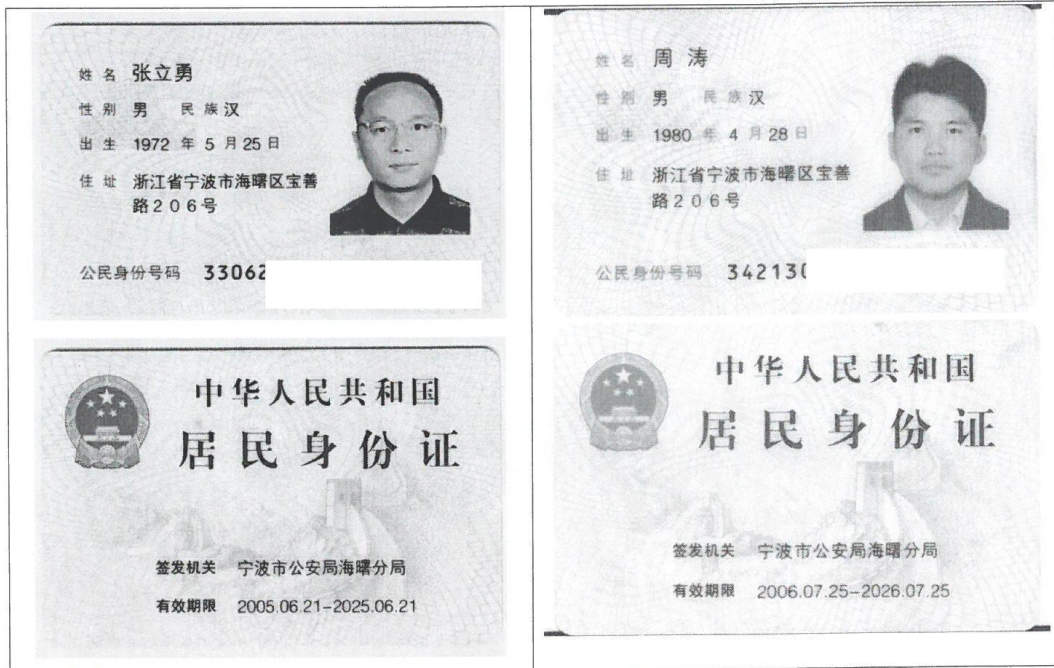 姓名 张立勇
性别 男 民族 汉
出生 1972 年 5 月 25 日
住址 浙江省宁波市海曙区宝善
路206号
公民身份号码 33062
中华人民共和国
居民身份证
签发机关 宁波市公安局海曙分局
有效期限 2005.06.21-2025.06.21
姓名 周涛
性别 男 民族 汉
出生 1980 年 4 月 28 日
住址 浙江省宁波市海曙区宝善
路206号
公民身份号码 34213
中华人民共和国
居民身份证
签发机关 宁波市公安局海曙分局
有效期限 2006.07.25-2026.07.25